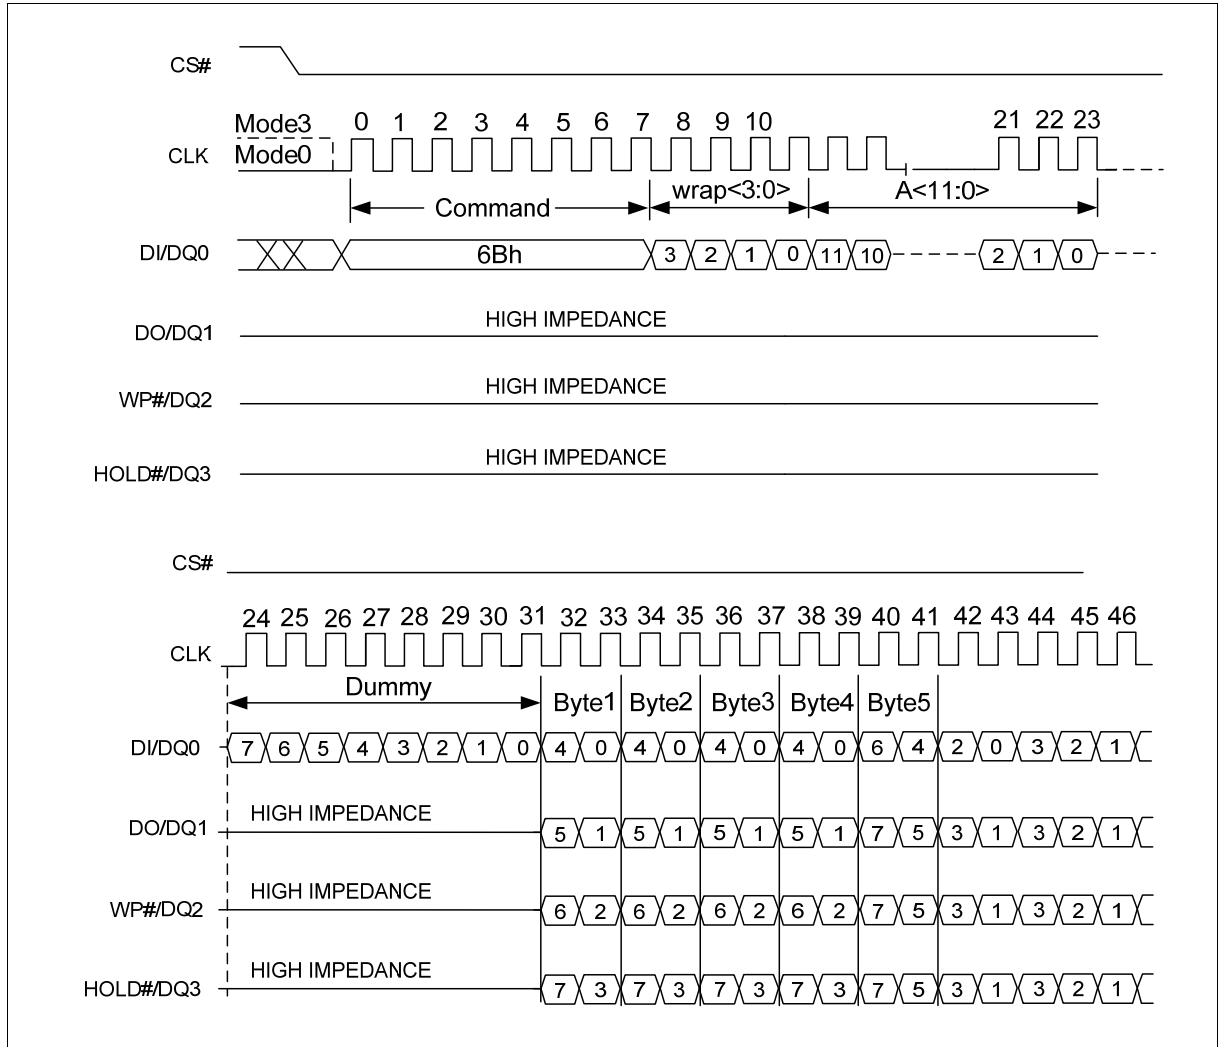 CS#
Mode3
0 1 2 3 4 5 6 7 8 9 10 21 22 23
CLK
Mode0
Command
wrap<3:0>
A<11:0>
DI/DQ0
6Bh
3 2 1 0 11 10 2 1 0
DO/DQ1
HIGH IMPEDANCE
WP#/DQ2
HIGH IMPEDANCE
HOLD#/DQ3
HIGH IMPEDANCE
CS#
24 25 26 27 28 29 30 31 32 33 34 35 36 37 38 39 40 41 42 43 44 45 46
CLK
Dummy
Byte1 Byte2 Byte3 Byte4 Byte5
DI/DQ0
7 6 5 4 3 2 1 0 4 0 4 0 4 0 4 0 6 4 2 0 3 2 1
DO/DQ1
HIGH IMPEDANCE
5 1 5 1 5 1 5 1 7 5 3 1 3 2 1
WP#/DQ2
HIGH IMPEDANCE
6 2 6 2 6 2 6 2 7 5 3 1 3 2 1
HOLD#/DQ3
HIGH IMPEDANCE
7 3 7 3 7 3 7 3 7 5 3 1 3 2 1